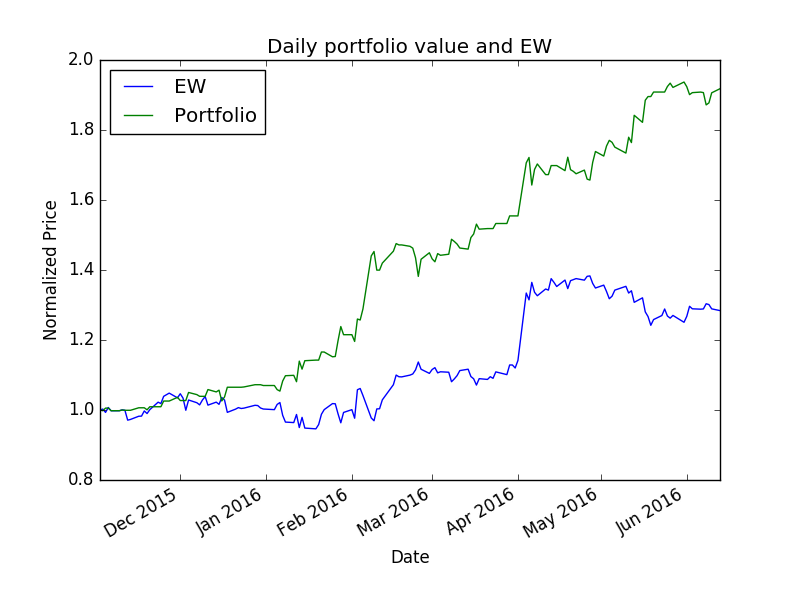 Daily portfolio value and EW
2.0
1.8
1.6
1.4
1.2
1.0
0.8
EW
Portfolio
Normalized Price
Dec 2015
Jan 2016
Feb 2016
Mar 2016
Apr 2016
May 2016
Jun 2016
Date